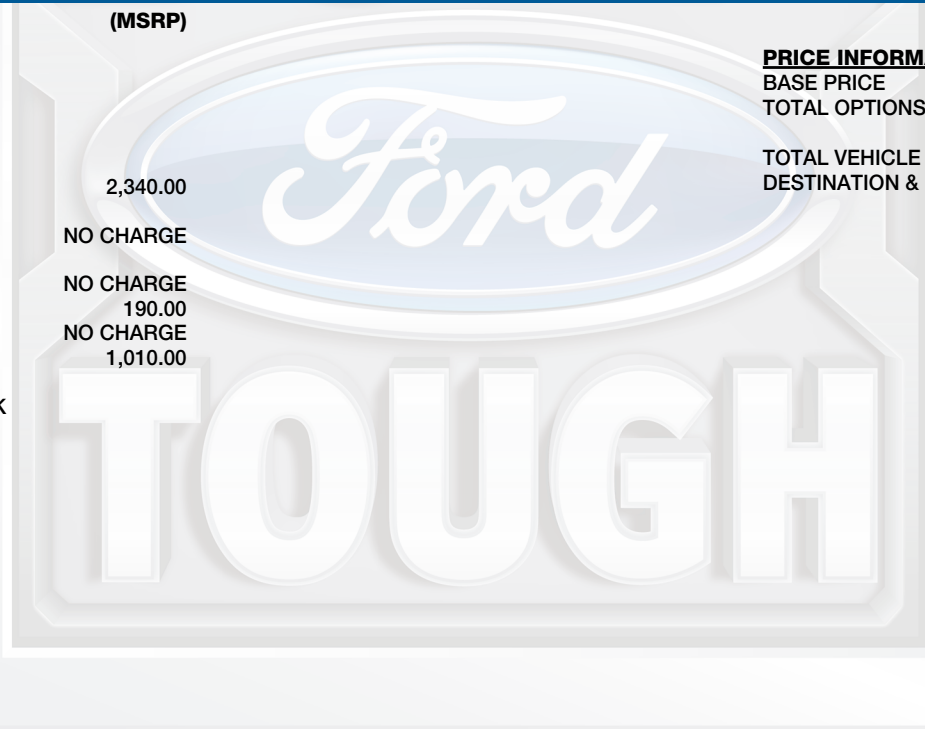 (MSRP)
2,340.00
NO CHARGE
NO CHARGE
190.00
NO CHARGE
1,010.00
K
PRICE INFORMA
BASE PRICE
TOTAL OPTIONS
TOTAL VEHICLE
DESTINATION &
Ford
TOUGH